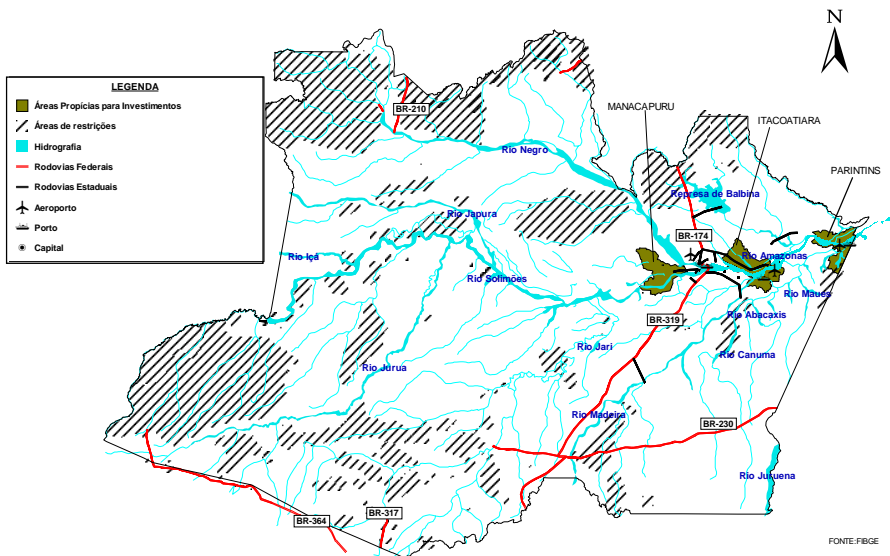 N
LEGENDA
Áreas Propícias para Investimentos
Áreas de restrições
Hidrografia
Rodovias Federais
Rodovias Estaduais
Aeroporto
Porto
Capital
BR-210
MANACAPURU
ITACOATIARA
PARINTINS
Rio Negro
Represa de Balbina
Rio Japura
BR-174
Rio Içá
Rio Amazonas
Rio Solimões
Rio Maués
Rio Abacaxis
BR-319
Rio Jari
Rio Canuma
Rio Jurua
Rio Madeira
BR-230
Rio Juruena
BR-317
BR-364
FONTE:FIBGE